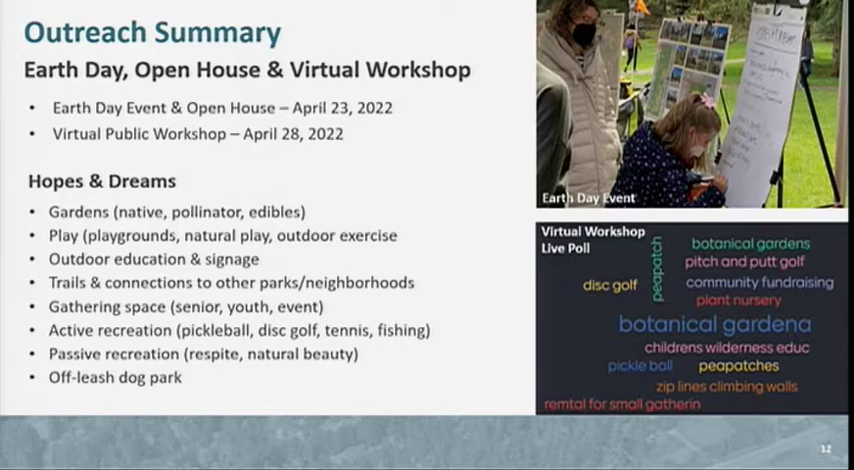 Outreach Summary
Earth Day, Open House & Virtual Workshop
• Earth Day Event & Open House – April 23, 2022
• Virtual Public Workshop – April 28, 2022
Hopes & Dreams
• Gardens (native, pollinator, edibles)
• Play (playgrounds, natural play, outdoor exercise
• Outdoor education & signage
• Trails & connections to other parks/neighborhoods
• Gathering space (senior, youth, event)
• Active recreation (pickleball, disc golf, tennis, fishing)
• Passive recreation (respite, natural beauty)
• Off-leash dog park
Earth Day Event
Virtual Workshop
Live Poll
peapatch
botanical gardens
pitch and putt golf
disc golf
community fundraising
plant nursery
botanical gardena
childrens wilderness educ
pickle ball
peapatches
zip lines climbing walls
remtal for small gatherin
12